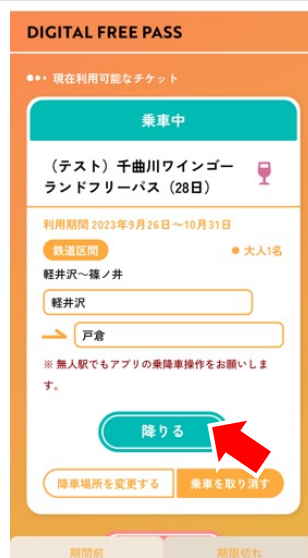 DIGITAL FREE PASS
現在利用可能なチケット
乗車中
(テスト)千曲川ワインゴー
ランドフリーパス(28日)
利用期間 2023年9月26日~10月31日
鉄道区間
大人1名
軽井沢~篠ノ井
軽井沢
戸倉
※ 無人駅でもアプリの乗降車操作をお願いしま
す。
降りる
降車場所を変更する
乗車を取り消す
期間前
期限切れ